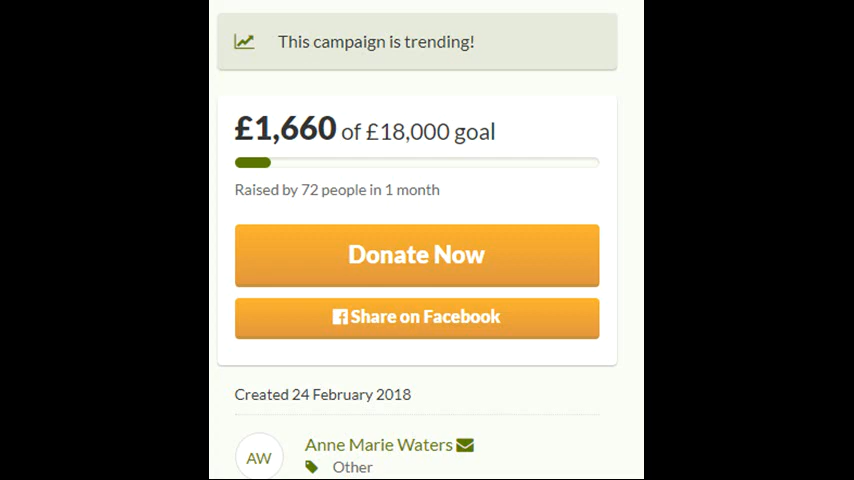 This campaign is trending!
£1,660 of £18,000 goal
Raised by 72 people in 1 month
Donate Now
Share on Facebook
Created 24 February 2018
Anne Marie Waters
AW
Other